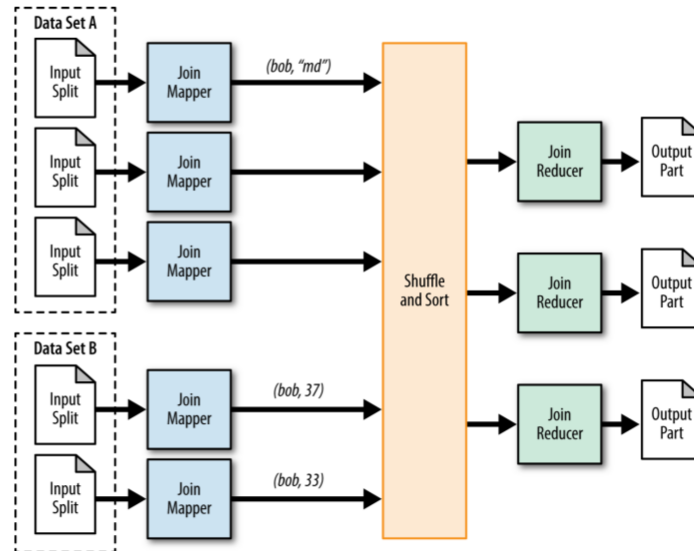 Data Set A
Input
Split
Join
Mapper
(bob, “md”)
Input
Split
Join
Mapper
Input
Split
Join
Mapper
Data Set B
Input
Split
Join
Mapper
(bob, 37)
Input
Split
Join
Mapper
(bob, 33)
Shuffle
and Sort
Join
Reducer
Output
Part
Join
Reducer
Output
Part
Join
Reducer
Output
Part